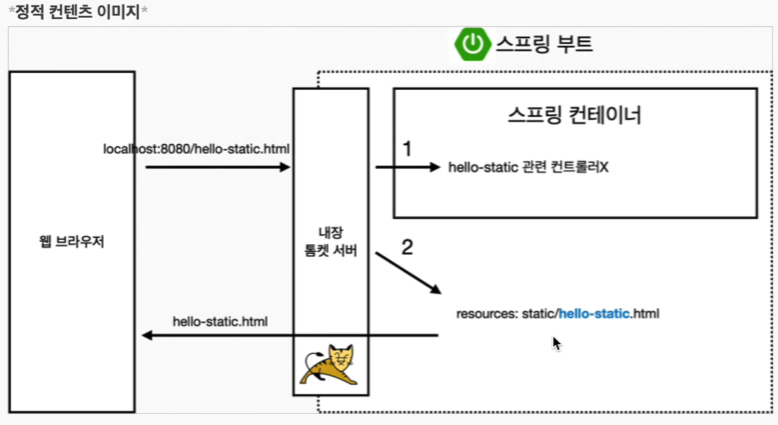 *정적 컨텐츠 이미지*
스프링 부트
스프링 컨테이너
localhost:8080/hello-static.html
1
hello-static 관련 컨트롤러X
웹 브라우저
내장
톰켓 서버
2
resources: static/hello-static.html
hello-static.html